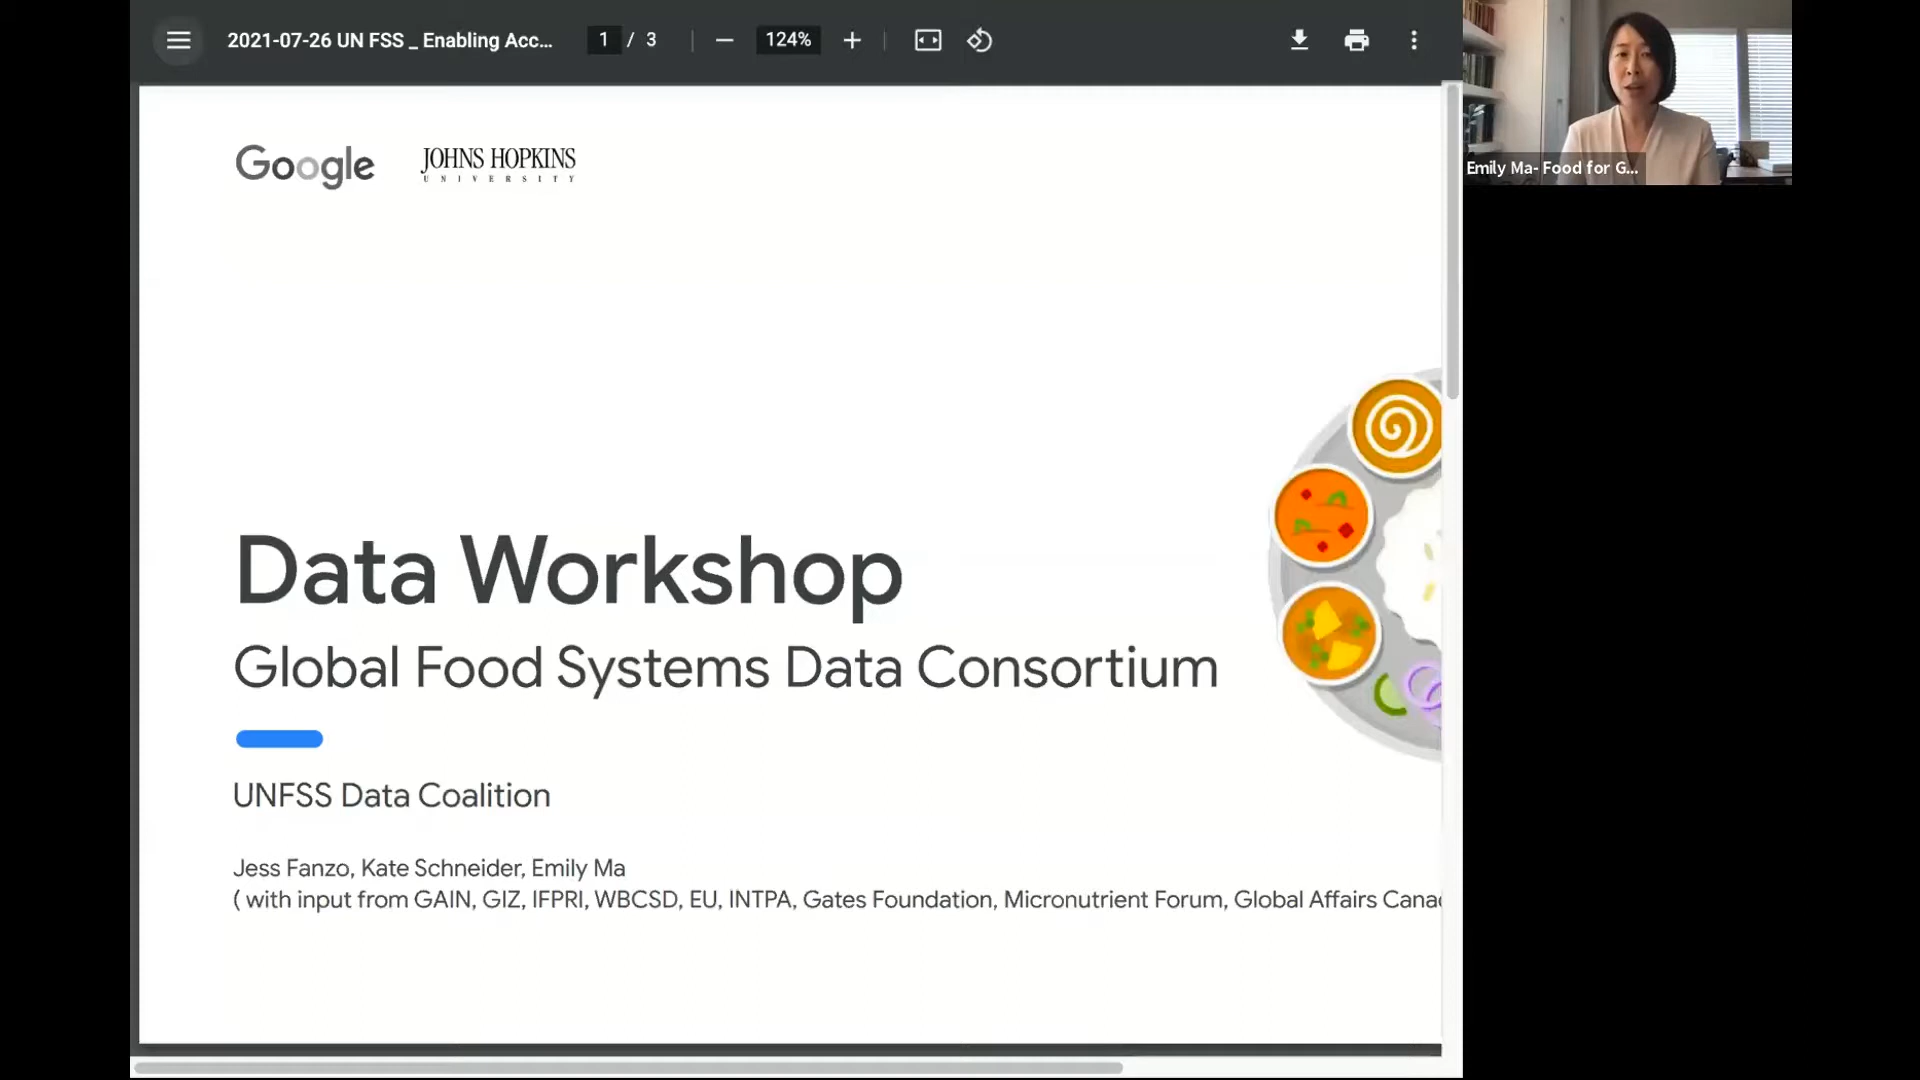 2021-07-26 UN FSS _ Enabling Acc...
1 / 3
124%
Emily Ma- Food for G...
Google
JOHNS HOPKINS
UNIVERSITY
Data Workshop
Global Food Systems Data Consortium
UNFSS Data Coalition
Jess Fanzo, Kate Schneider, Emily Ma
( with input from GAIN, GIZ, IFPRI, WBCSD, EU, INTPA, Gates Foundation, Micronutrient Forum, Global Affairs